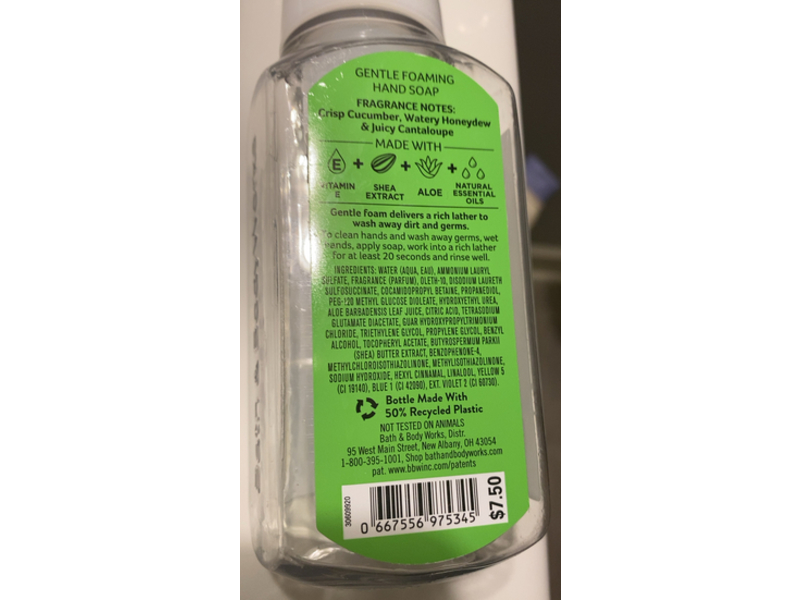 GENTLE FOAMING
HAND SOAP
FRAGRANCE NOTES:
Crisp Cucumber, Watery Honeydew
& Juicy Cantaloupe
MADE WITH
E + + +
VITAMIN E SHEA EXTRACT ALOE NATURAL ESSENTIAL OILS
Gentle foam delivers a rich lather to
wash away dirt and germs.
To clean hands and wash away germs, wet
hands, apply soap, work into a rich lather
for at least 20 seconds and rinse well.
INGREDIENTS: WATER (AQUA, EAU), AMMONIUM LAURYL
SULFATE, FRAGRANCE (PARFUM), OLETH-10, DISODIUM LAURETH
SULFOSUCCINATE, COCAMIDOPROPYL BETAINE, PROPANEDIOL,
PEG-120 METHYL GLUCOSE DIOLEATE, HYDROXYETHYL UREA,
ALOE BARBADENSIS LEAF JUICE, CITRIC ACID, TETRASODIUM
GLUTAMATE DIACETATE, GUAR HYDROXYPROPYLTRIMONIUM
CHLORIDE, TRIETHYLENE GLYCOL, PROPYLENE GLYCOL, BENZYL
ALCOHOL, TOCOPHERYL ACETATE, BUTYROSPERMUM PARKII
(SHEA) BUTTER EXTRACT, BENZOPHENONE-4,
METHYLCHLOROISOTHIAZOLINONE, METHYLISOTHIAZOLINONE,
SODIUM HYDROXIDE, HEXYL CINNAMAL, LINALOOL, YELLOW 5
(CI 19140), BLUE 1 (CI 42090), EXT. VIOLET 2 (CI 60730).
Bottle Made With
50% Recycled Plastic
NOT TESTED ON ANIMALS
Bath & Body Works, Distr.
95 West Main Street, New Albany, OH 43054
1-800-395-1001, Shop bathandbodyworks.com
pat. www.bbwinc.com/patents
30609920
0 667556 975345
$7.50